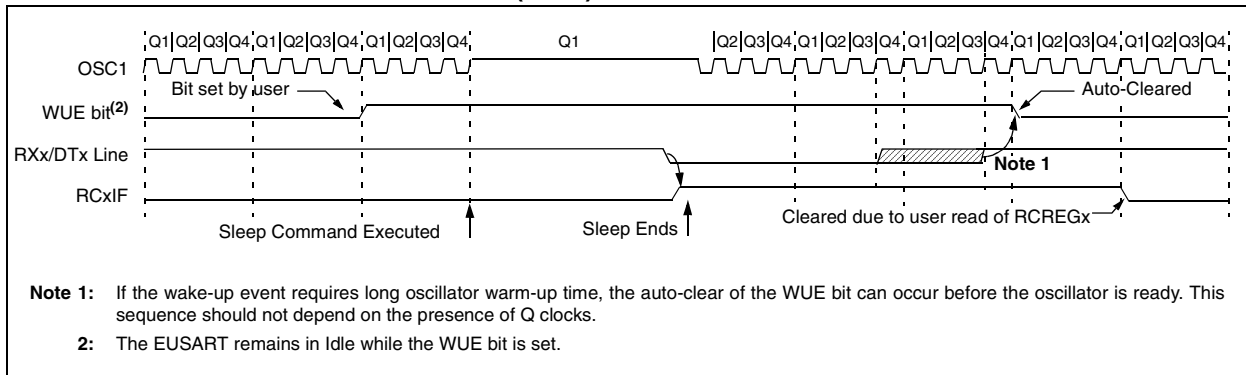 Q1 Q2 Q3 Q4 Q1 Q2 Q3 Q4 Q1 Q2 Q3 Q4 Q1 Q2 Q3 Q4 Q1 Q2 Q3 Q4 Q1 Q2 Q3 Q4 Q1 Q2 Q3 Q4 Q1 Q2 Q3 Q4
OSC1
Bit set by user
Auto-Cleared
WUE bit(2)
RXx/DTx Line
Note 1
RCxIF
Cleared due to user read of RCREGx
Sleep Command Executed
Sleep Ends
Note 1: If the wake-up event requires long oscillator warm-up time, the auto-clear of the WUE bit can occur before the oscillator is ready. This
sequence should not depend on the presence of Q clocks.
2: The EUSART remains in Idle while the WUE bit is set.